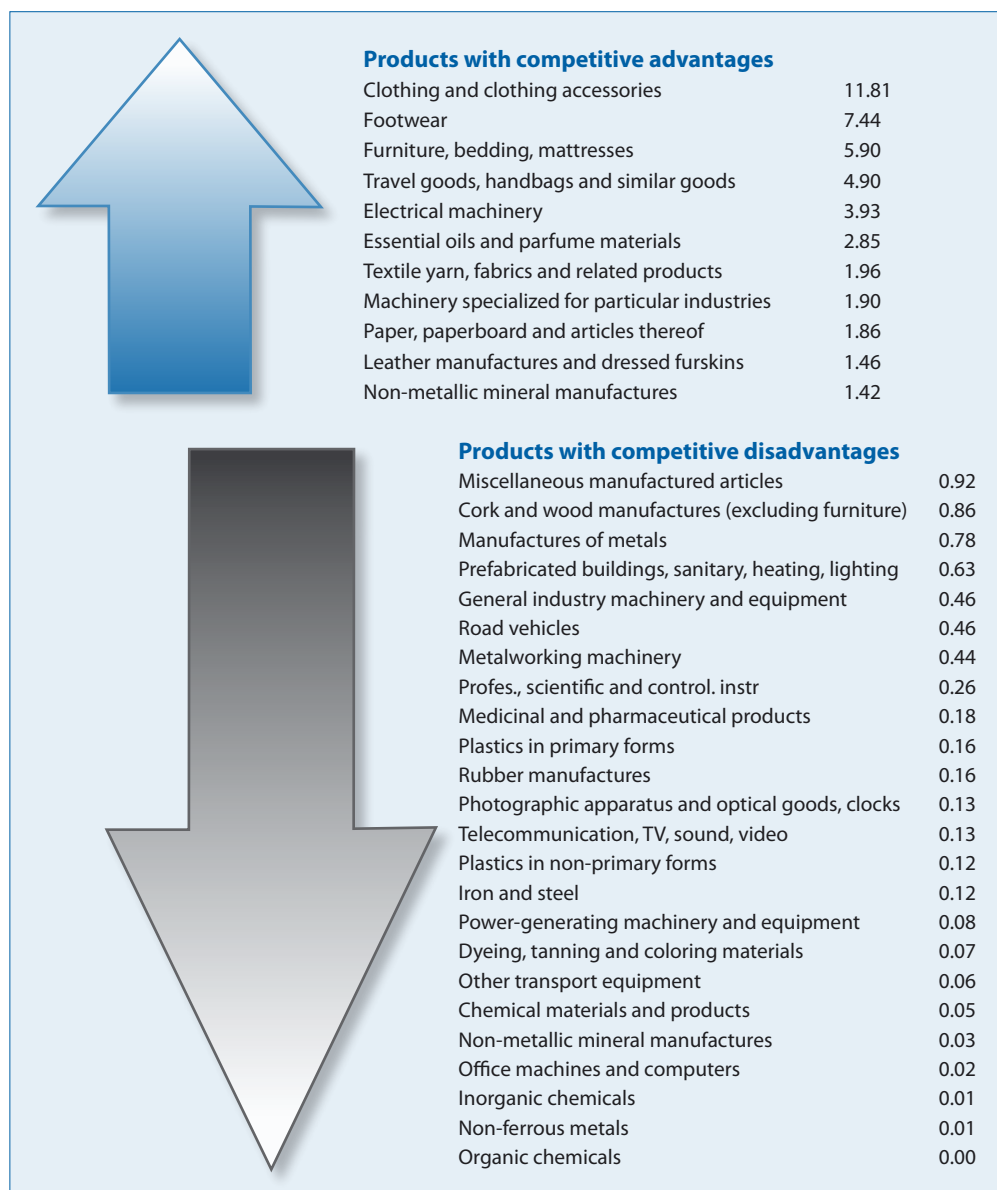 Products with competitive advantages
Clothing and clothing accessories 11.81
Footwear 7.44
Furniture, bedding, mattresses 5.90
Travel goods, handbags and similar goods 4.90
Electrical machinery 3.93
Essential oils and parfume materials 2.85
Textile yarn, fabrics and related products 1.96
Machinery specialized for particular industries 1.90
Paper, paperboard and articles thereof 1.86
Leather manufactures and dressed furskins 1.46
Non-metallic mineral manufactures 1.42
Products with competitive disadvantages
Miscellaneous manufactured articles 0.92
Cork and wood manufactures (excluding furniture) 0.86
Manufactures of metals 0.78
Prefabricated buildings, sanitary, heating, lighting 0.63
General industry machinery and equipment 0.46
Road vehicles 0.46
Metalworking machinery 0.44
Profes., scientific and control. instr 0.26
Medicinal and pharmaceutical products 0.18
Plastics in primary forms 0.16
Rubber manufactures 0.16
Photographic apparatus and optical goods, clocks 0.13
Telecommunication, TV, sound, video 0.13
Plastics in non-primary forms 0.12
Iron and steel 0.12
Power-generating machinery and equipment 0.08
Dyeing, tanning and coloring materials 0.07
Other transport equipment 0.06
Chemical materials and products 0.05
Non-metallic mineral manufactures 0.03
Office machines and computers 0.02
Inorganic chemicals 0.01
Non-ferrous metals 0.01
Organic chemicals 0.00